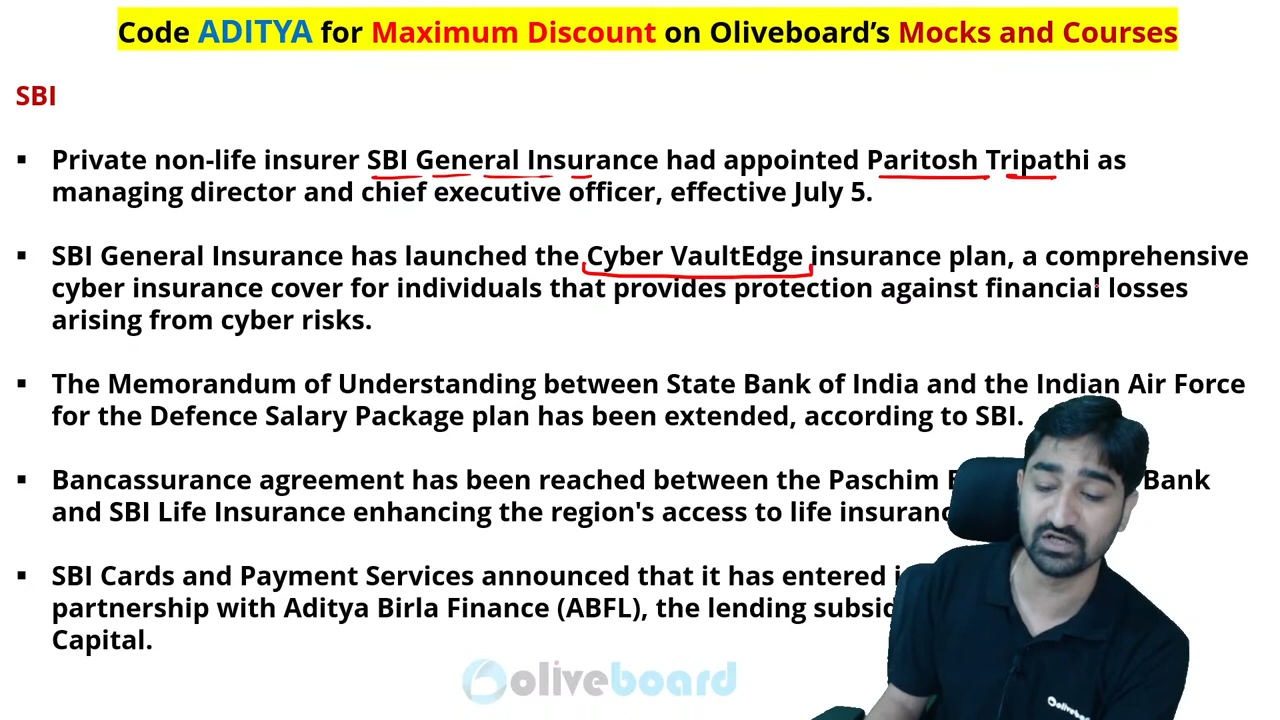 Code ADITYA for Maximum Discount on Oliveboard’s Mocks and Courses
SBI
▪ Private non-life insurer SBI General Insurance had appointed Paritosh Tripathi as
managing director and chief executive officer, effective July 5.
▪ SBI General Insurance has launched the Cyber VaultEdge insurance plan, a comprehensive
cyber insurance cover for individuals that provides protection against financial losses
arising from cyber risks.
▪ The Memorandum of Understanding between State Bank of India and the Indian Air Force
for the Defence Salary Package plan has been extended, according to SBI.
▪ Bancassurance agreement has been reached between the Paschim Bank
and SBI Life Insurance enhancing the region's access to life
▪ SBI Cards and Payment Services announced that it has entered
partnership with Aditya Birla Finance (ABFL), the lending
Capital.
oliveboard
oliveboard